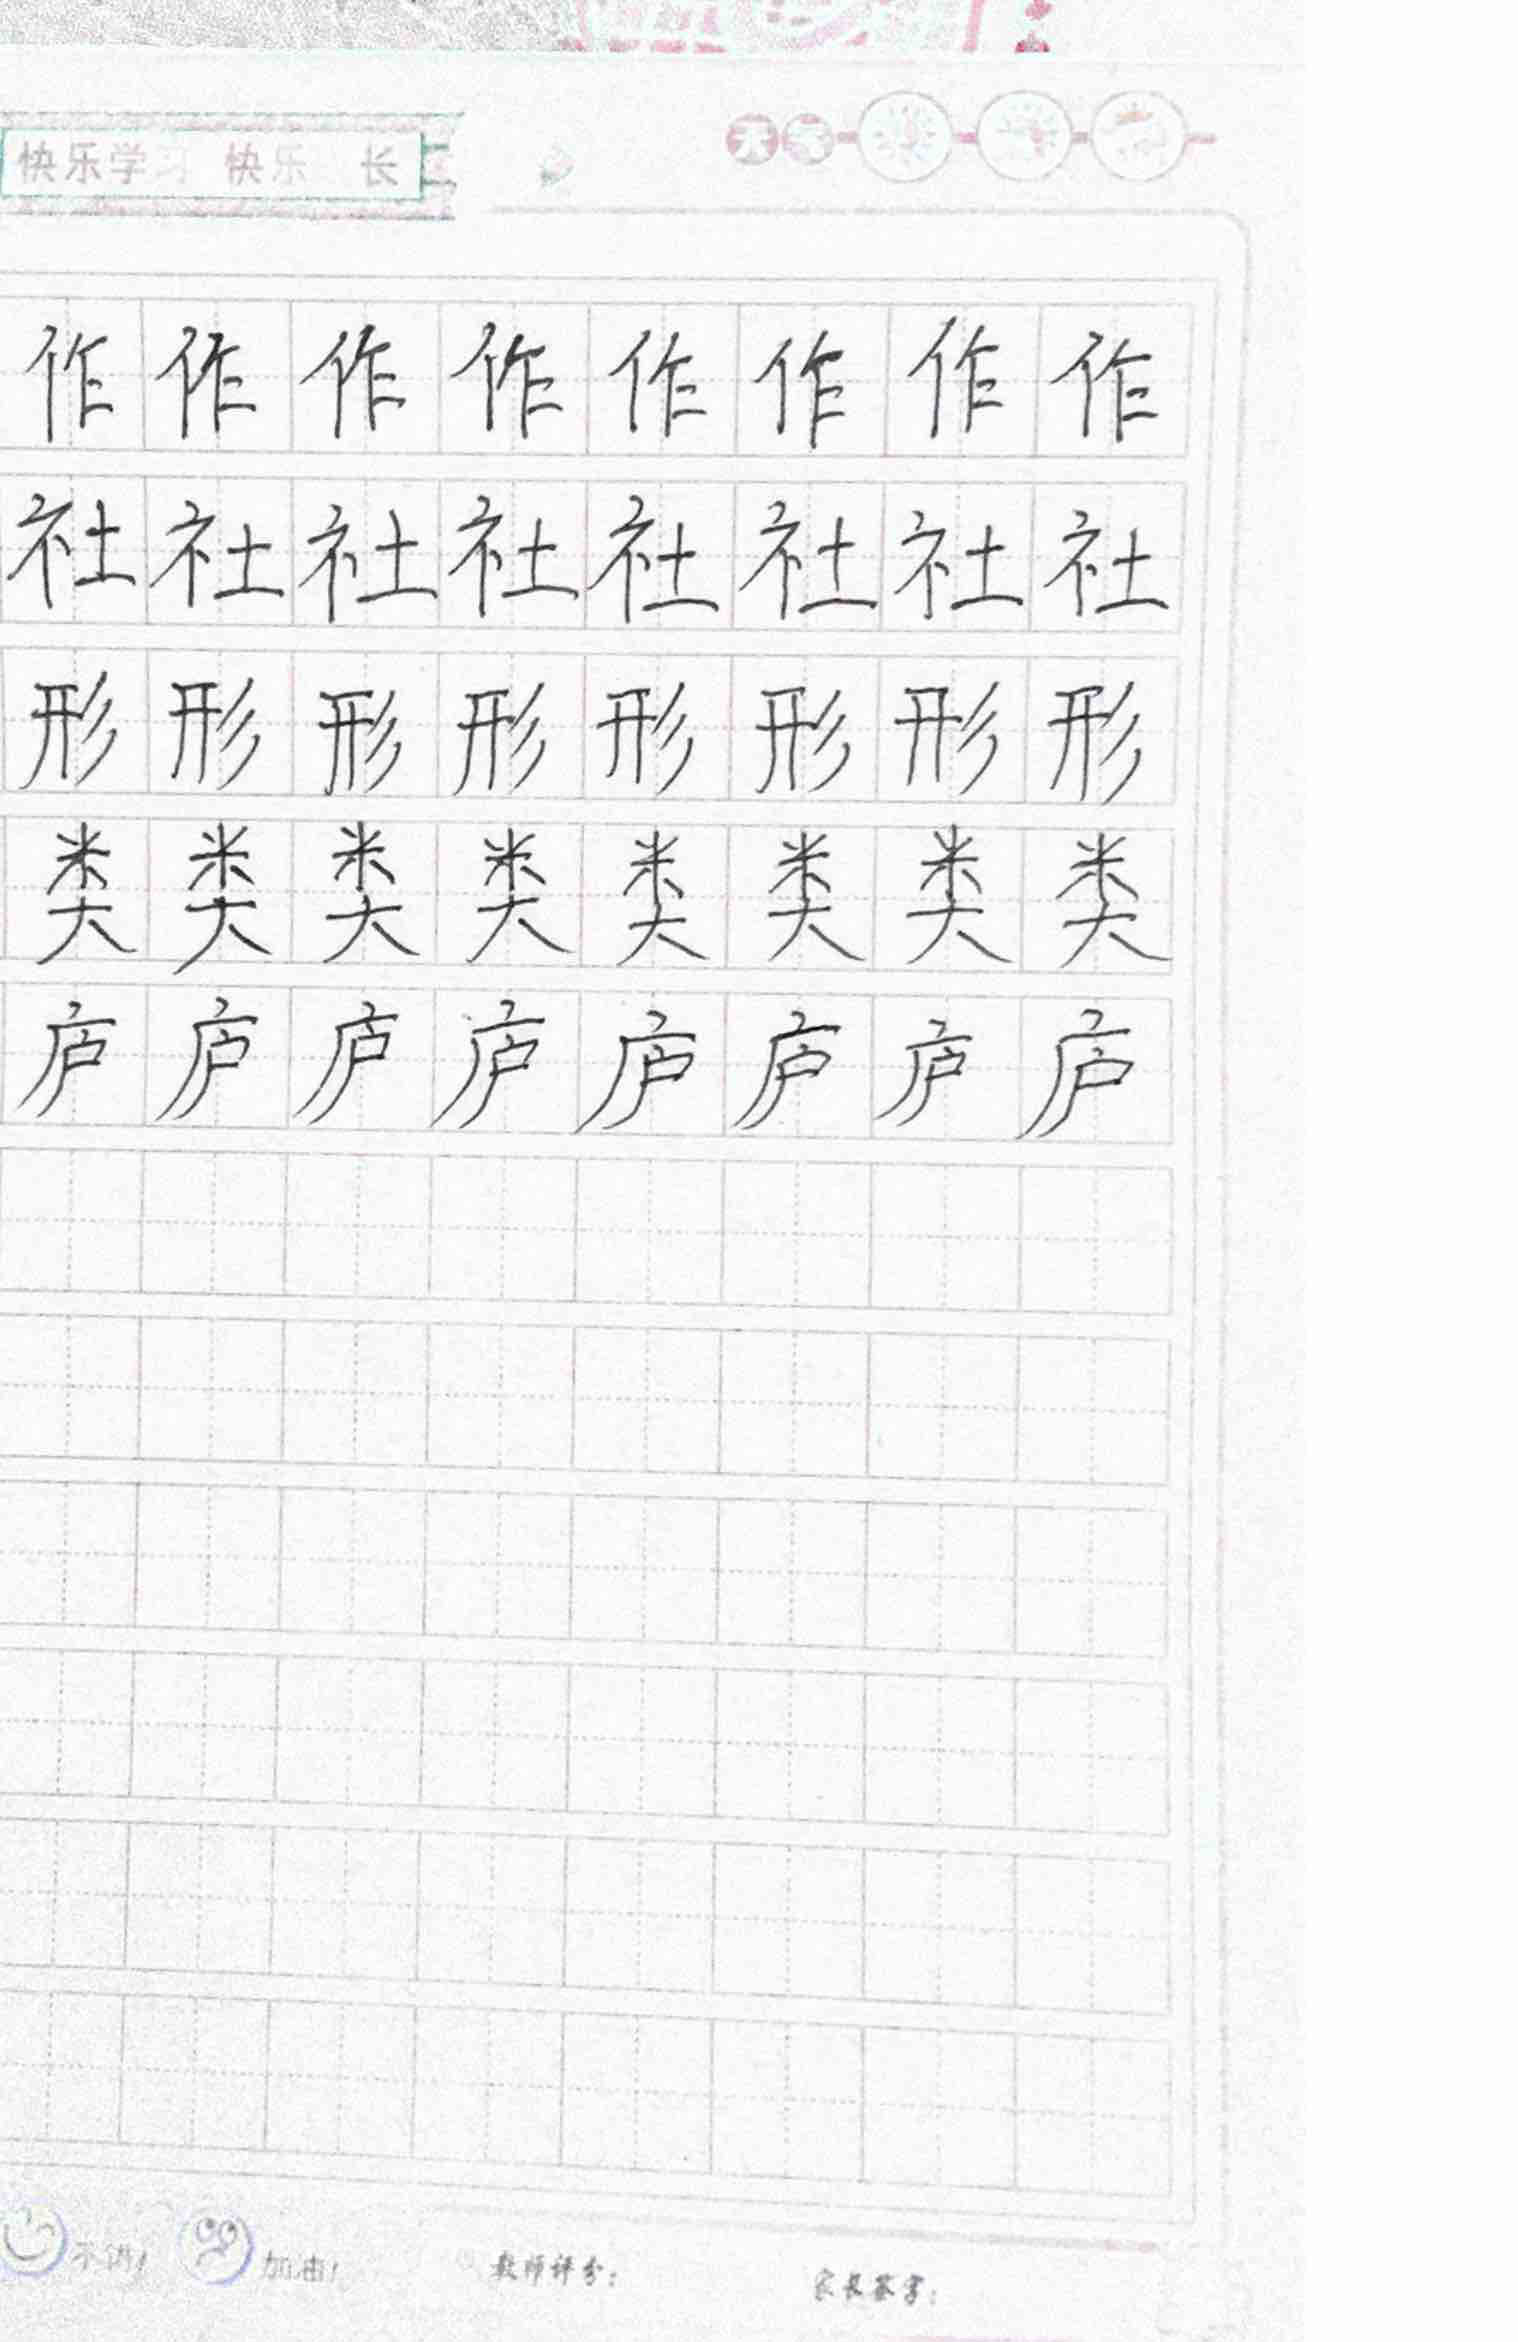 快乐学习 快乐 长
天气
作作作作作作作作
社社社社社社社社
形形形形形形形形
类类类类类类类类
庐庐庐庐庐庐庐庐
不错! 加油! 教师评分: 家长签字: